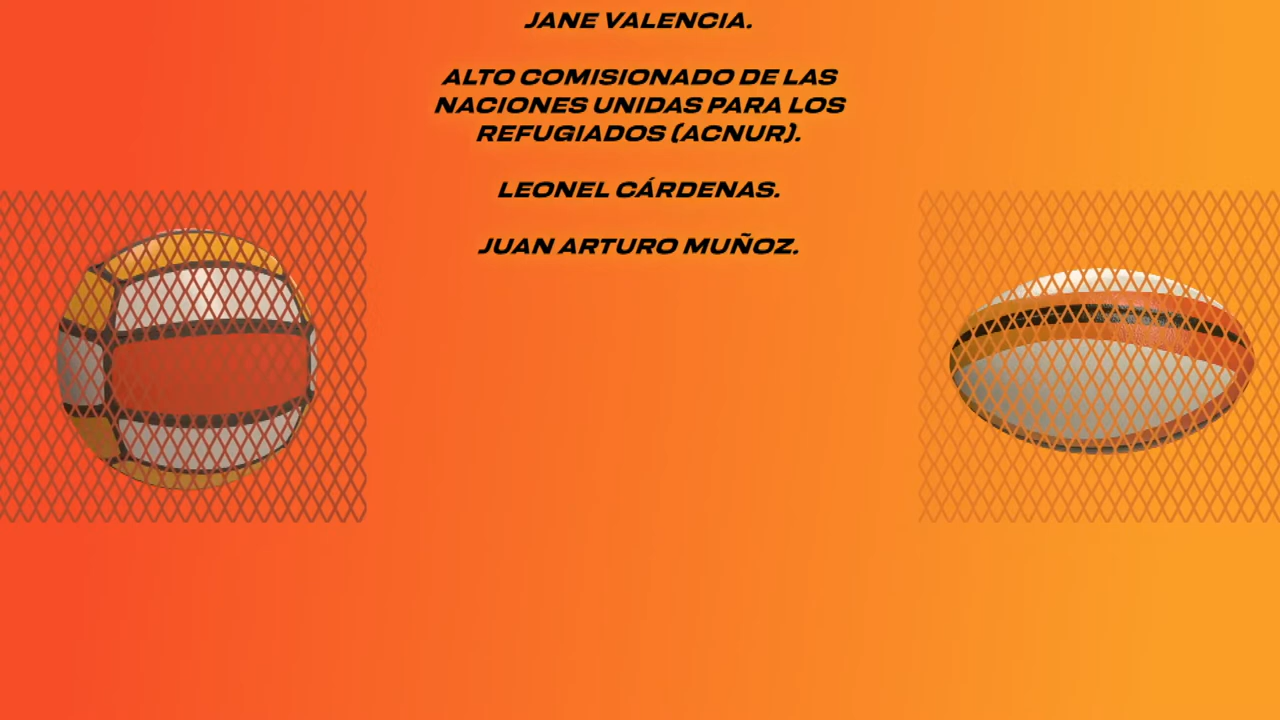 JANE VALENCIA.
ALTO COMISIONADO DE LAS
NACIONES UNIDAS PARA LOS
REFUGIADOS (ACNUR).
LEONEL CÁRDENAS.
JUAN ARTURO MUÑOZ.